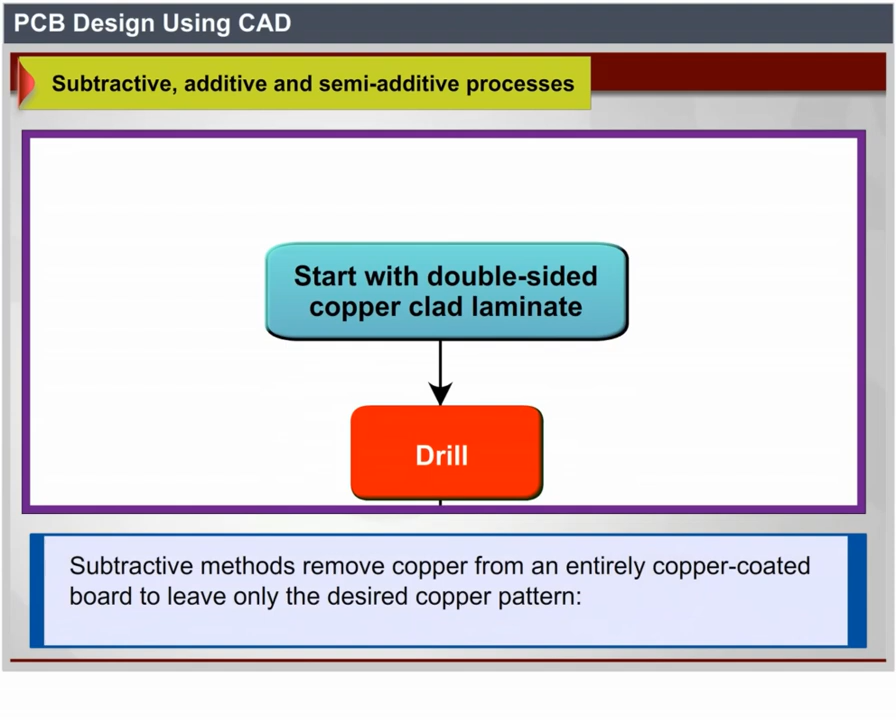 PCB Design Using CAD
Subtractive, additive and semi-additive processes
Start with double-sided
copper clad laminate
Drill
Subtractive methods remove copper from an entirely copper-coated
board to leave only the desired copper pattern: